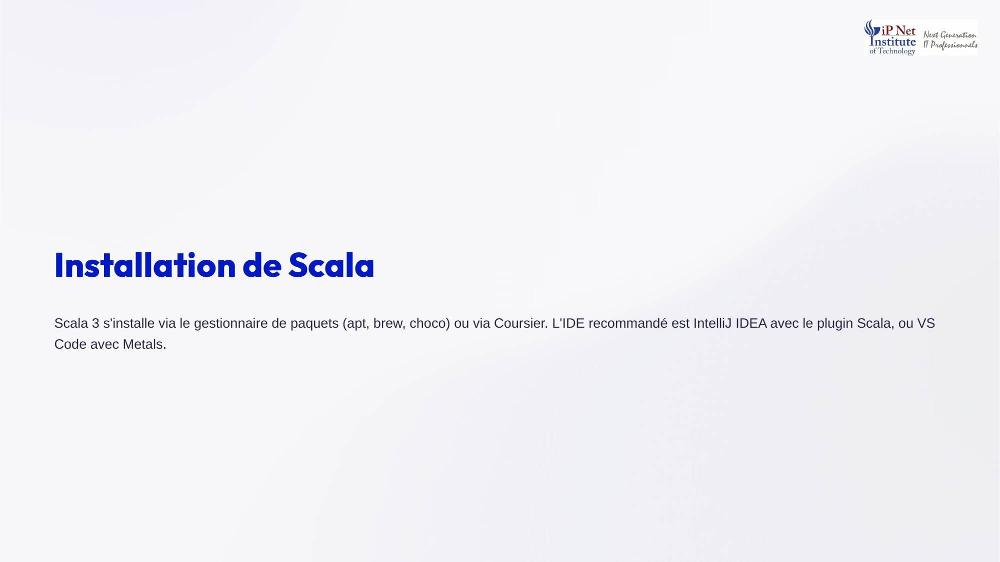 iP Net
Institute
of Technology
Next Generation
IT Professionnels
Installation de Scala
Scala 3 s'installe via le gestionnaire de paquets (apt, brew, choco) ou via Coursier. L'IDE recommandé est IntelliJ IDEA avec le plugin Scala, ou VS
Code avec Metals.